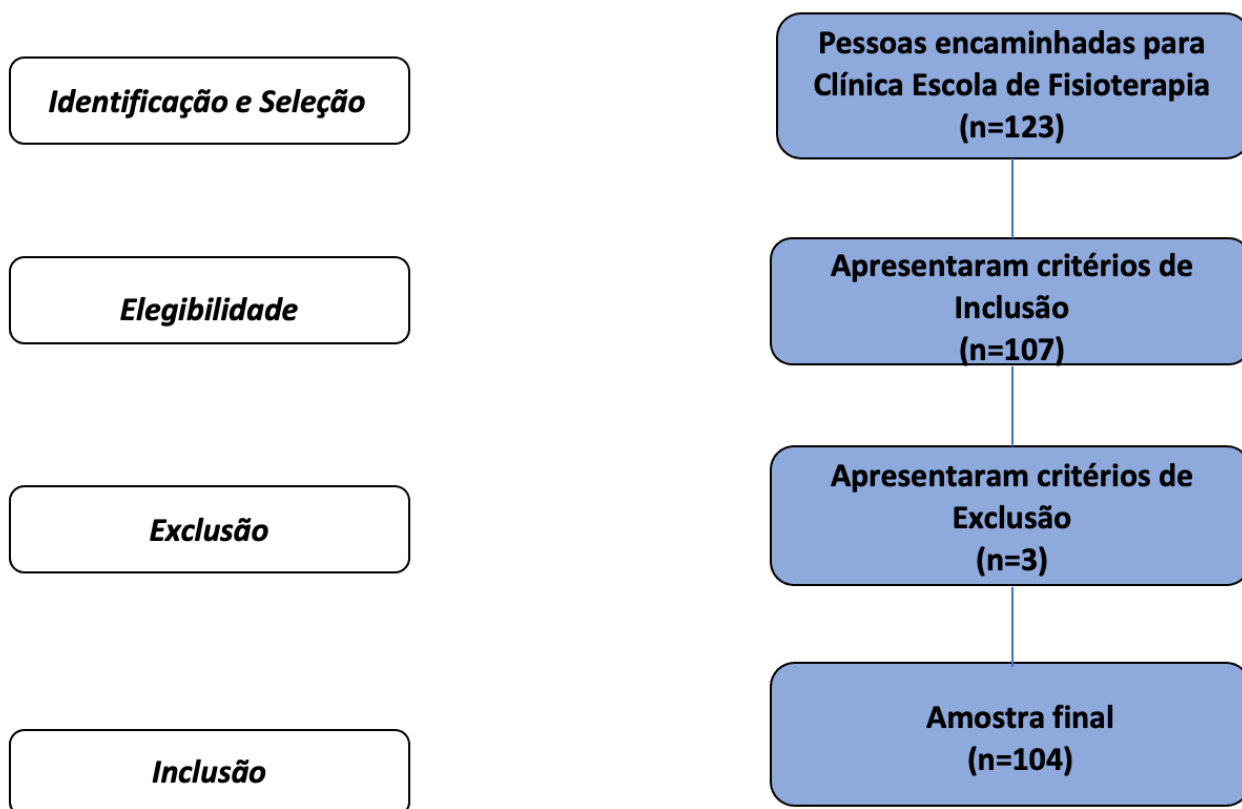 Identificação e Seleção
Pessoas encaminhadas para
Clínica Escola de Fisioterapia
(n=123)
Elegibilidade
Apresentaram critérios de
Inclusão
(n=107)
Exclusão
Apresentaram critérios de
Exclusão
(n=3)
Inclusão
Amostra final
(n=104)